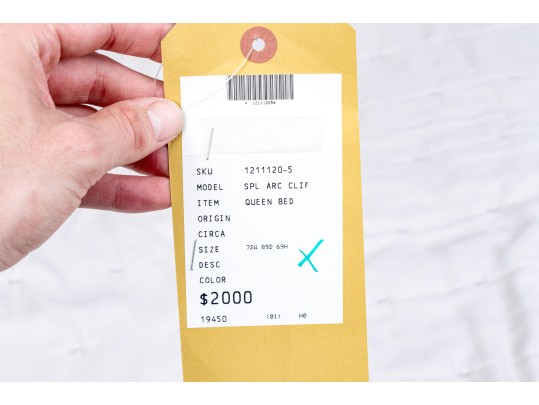 SKU 1211120-5
MODEL SPL ARC CLIF
ITEM QUEEN BED
ORIGIN
CIRCA
SIZE 72W 89D 69H
DESC
COLOR
$2000
19450 (01) H0